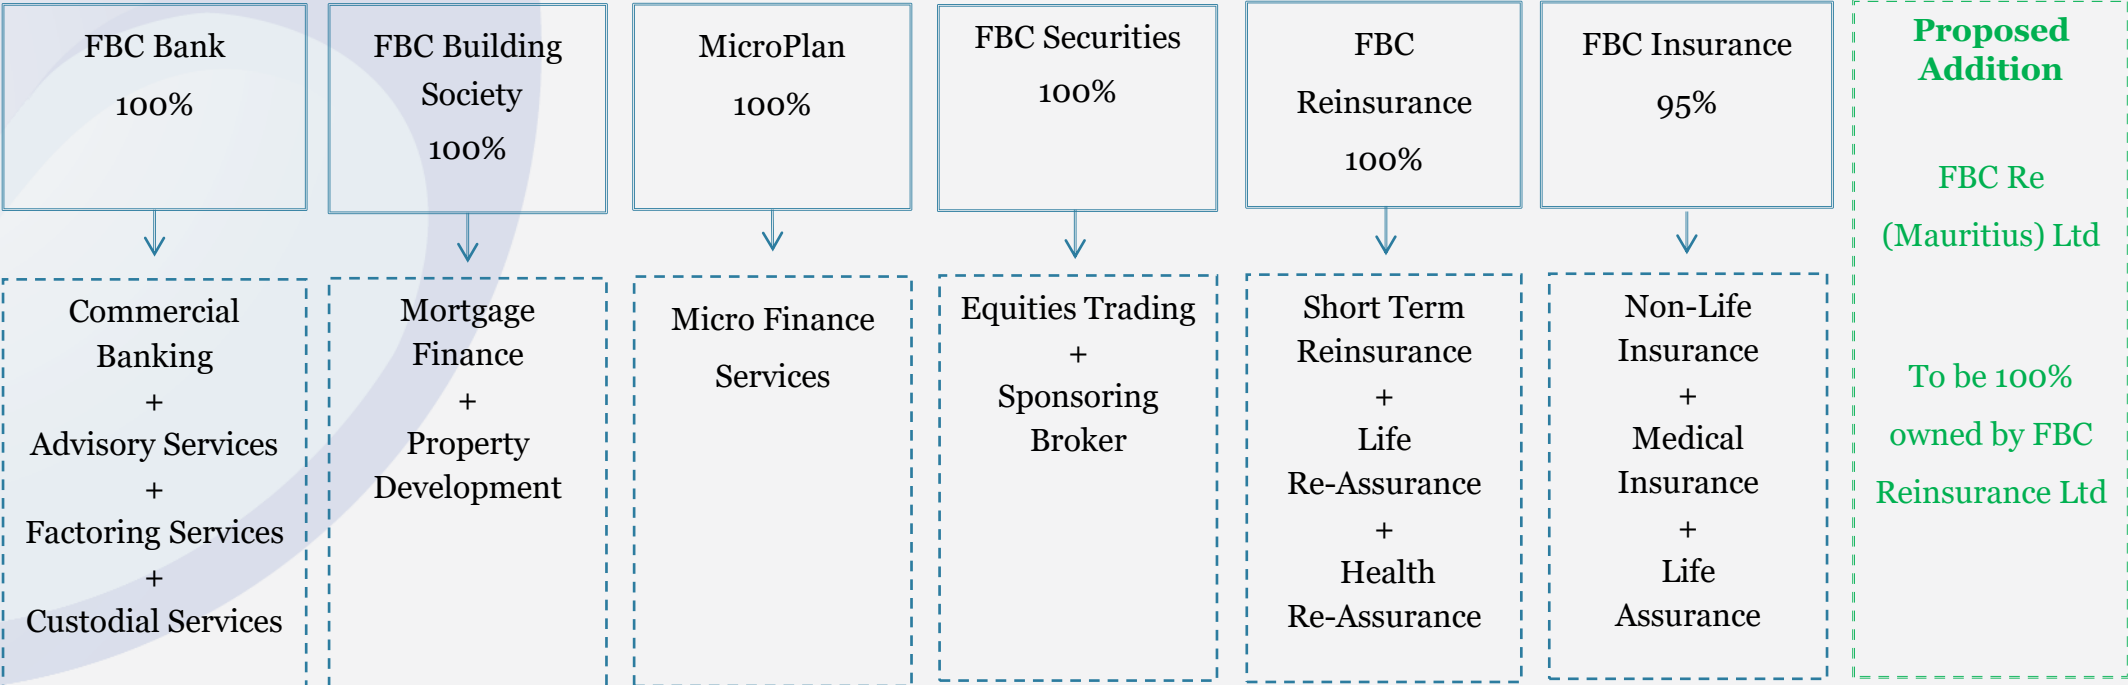 FBC Bank
100%
FBC Building
Society
100%
MicroPlan
100%
FBC Securities
100%
FBC
Reinsurance
100%
FBC Insurance
95%
Proposed
Addition
FBC Re
(Mauritius) Ltd
To be 100%
owned by FBC
Reinsurance Ltd
Commercial
Banking
+
Advisory Services
+
Factoring Services
+
Custodial Services
Mortgage
Finance
+
Property
Development
Micro Finance
Services
Equities Trading
+
Sponsoring
Broker
Short Term
Reinsurance
+
Life
Re-Assurance
+
Health
Re-Assurance
Non-Life
Insurance
+
Medical
Insurance
+
Life
Assurance